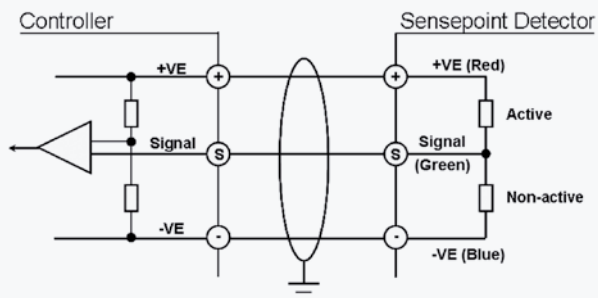 Controller
Sensepoint Detector
+VE
+
+
+VE (Red)
Active
Signal
S
S
Signal
(Green)
Non-active
-VE
-
-
-VE (Blue)